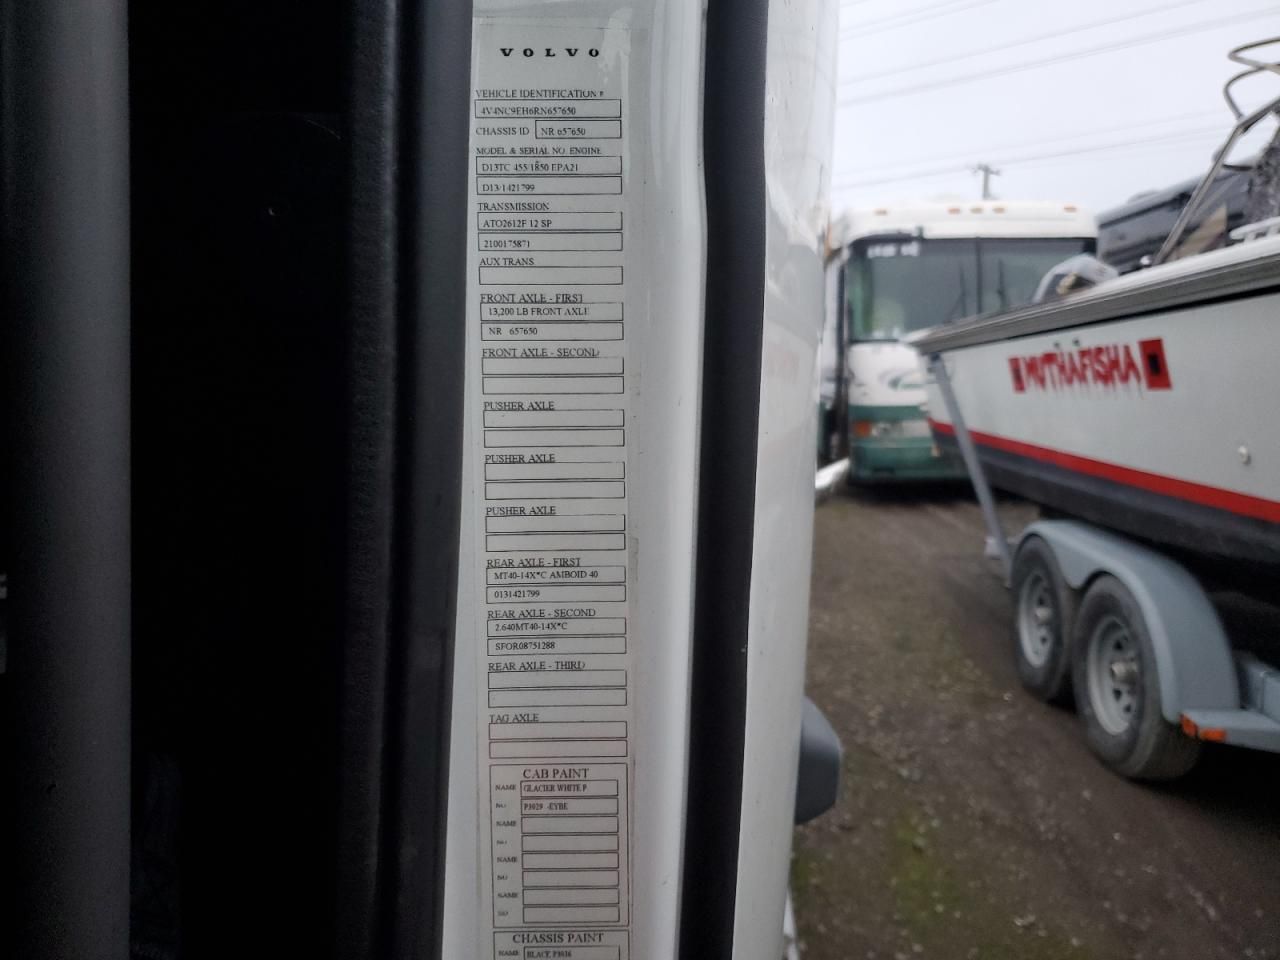 VOLVO
VEHICLE IDENTIFICATION #
4V4NC9EH6RN657650
CHASSIS ID NR 657650
MODEL & SERIAL NO. ENGINE
D13TC 455/1850 EPA21
D13/1421799
TRANSMISSION
ATO2612F 12 SP
2100175871
AUX TRANS
FRONT AXLE - FIRST
13,200 LB FRONT AXLE
NR 657650
FRONT AXLE - SECOND
PUSHER AXLE
PUSHER AXLE
PUSHER AXLE
REAR AXLE - FIRST
MT40-14X*C AMBOID 40
0131421799
REAR AXLE - SECOND
2.640MT40-14X*C
SFOR08751288
REAR AXLE - THIRD
TAG AXLE
CAB PAINT
NAME GLACIER WHITE P
NO P3029 -EYBE
NAME
NO
NAME
NO
NAME
NO
CHASSIS PAINT
NAME BLACK P3036
MUTHAFISHA